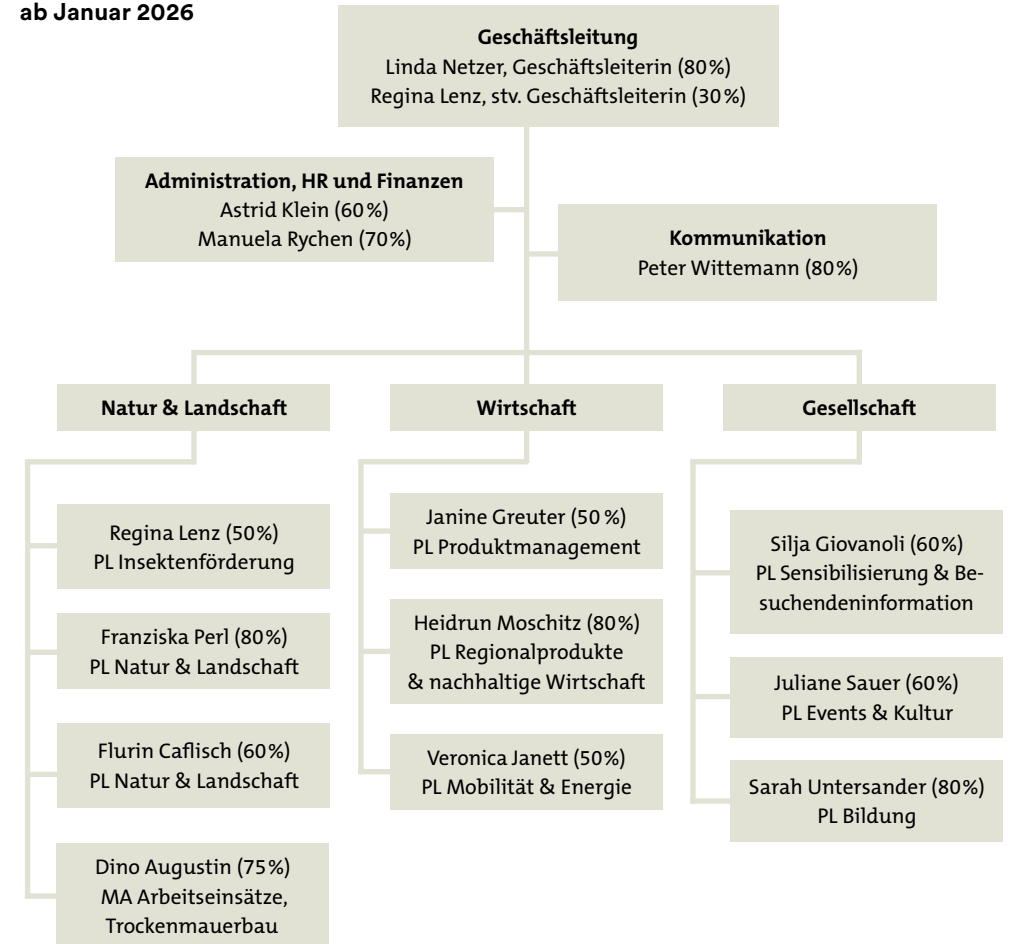 ab Januar 2026
Geschäftsleitung
Linda Netzer, Geschäftsleiterin (80%)
Regina Lenz, stv. Geschäftsleiterin (30%)
Administration, HR und Finanzen
Astrid Klein (60%)
Manuela Rychen (70%)
Kommunikation
Peter Wittemann (80%)
Natur & Landschaft
Regina Lenz (50%)
PL Insektenförderung
Franziska Perl (80%)
PL Natur & Landschaft
Flurin Caflisch (60%)
PL Natur & Landschaft
Dino Augustin (75%)
MA Arbeitseinsätze,
Trockenmauerbau
Wirtschaft
Janine Greuter (50%)
PL Produktmanagement
Heidrun Moschitz (80%)
PL Regionalprodukte
& nachhaltige Wirtschaft
Veronica Janett (50%)
PL Mobilität & Energie
Gesellschaft
Silja Giovanoli (60%)
PL Sensibilisierung & Be-
suchendeninformation
Juliane Sauer (60%)
PL Events & Kultur
Sarah Untersander (80%)
PL Bildung